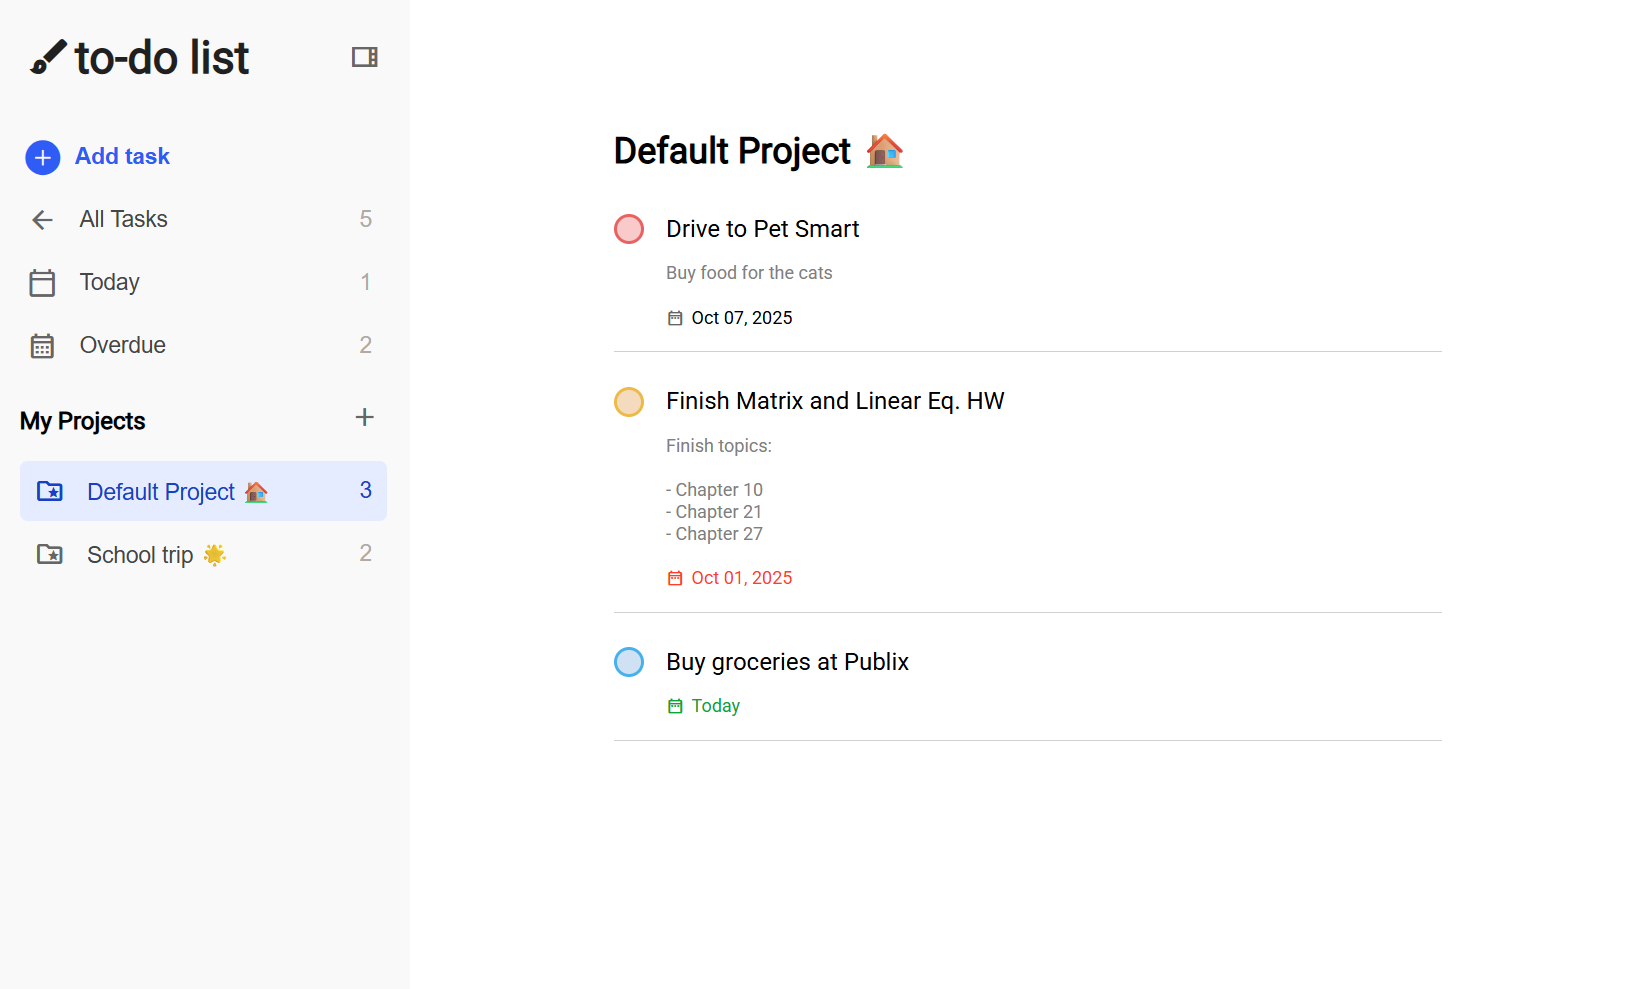 to-do list
Add task
All Tasks 5
Today 1
Overdue 2
My Projects
Default Project 🏠 3
School trip 🌟 2
Default Project 🏠
Drive to Pet Smart
Buy food for the cats
Oct 07, 2025
Finish Matrix and Linear Eq. HW
Finish topics:
- Chapter 10
- Chapter 21
- Chapter 27
Oct 01, 2025
Buy groceries at Publix
Today